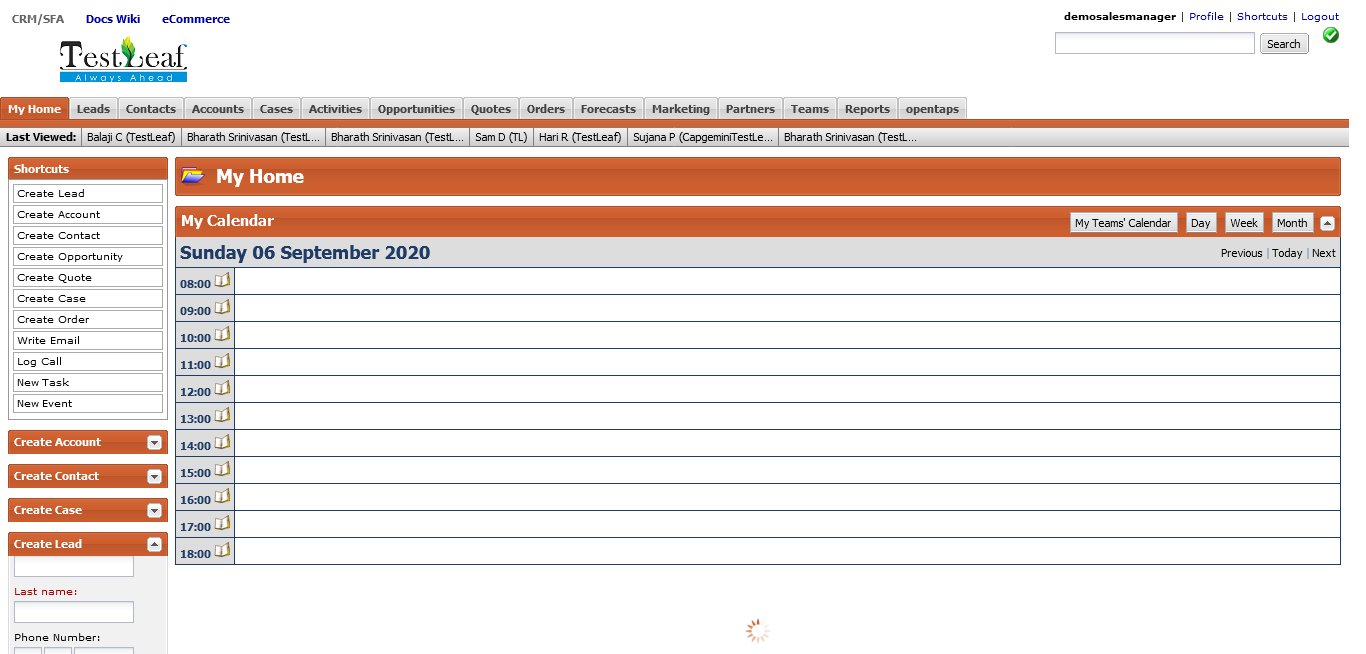 CRM/SFA Docs Wiki eCommerce
demosalesmanager | Profile | Shortcuts | Logout
Search
TestLeaf
Always Ahead
My Home Leads Contacts Accounts Cases Activities Opportunities Quotes Orders Forecasts Marketing Partners Teams Reports opentaps
Last Viewed: Balaji C (TestLeaf) Bharath Srinivasan (TestL... Bharath Srinivasan (TestL... Sam D (TL) Hari R (TestLeaf) Sujana P (CapgeminiTestLe... Bharath Srinivasan (TestL...
Shortcuts
Create Lead
Create Account
Create Contact
Create Opportunity
Create Quote
Create Case
Create Order
Write Email
Log Call
New Task
New Event
Create Account
Create Contact
Create Case
Create Lead
Last name:
Phone Number:
My Home
My Calendar My Teams' Calendar Day Week Month
Sunday 06 September 2020 Previous | Today | Next
08:00
09:00
10:00
11:00
12:00
13:00
14:00
15:00
16:00
17:00
18:00